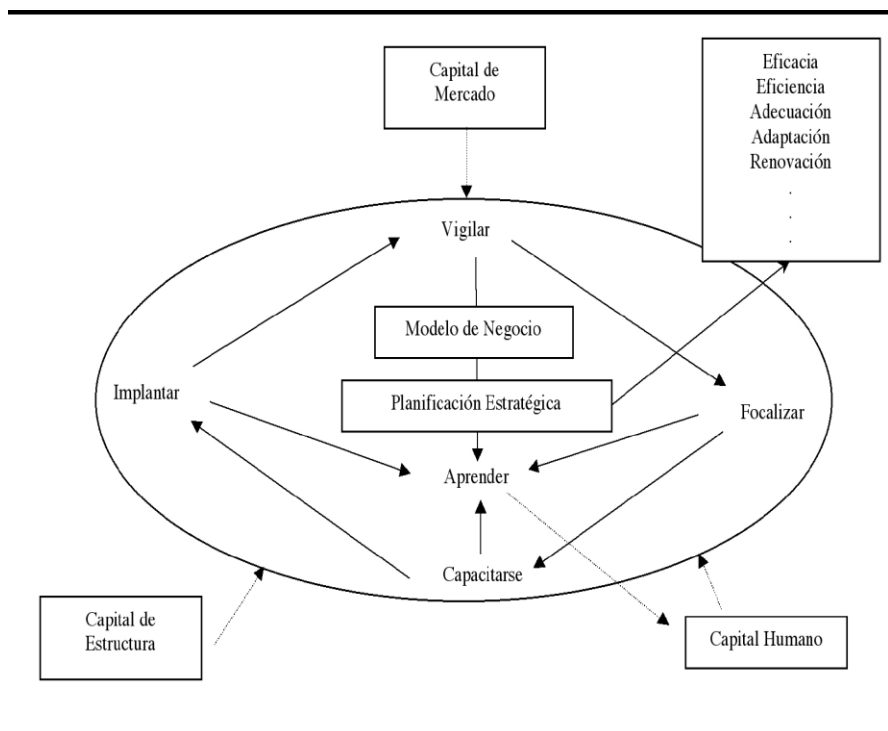 Capital de
Mercado
Eficacia
Eficiencia
Adecuación
Adaptación
Renovación
.
.
.
Vigilar
Modelo de Negocio
Implantar
Planificación Estratégica
Focalizar
Aprender
Capacitarse
Capital de
Estructura
Capital Humano